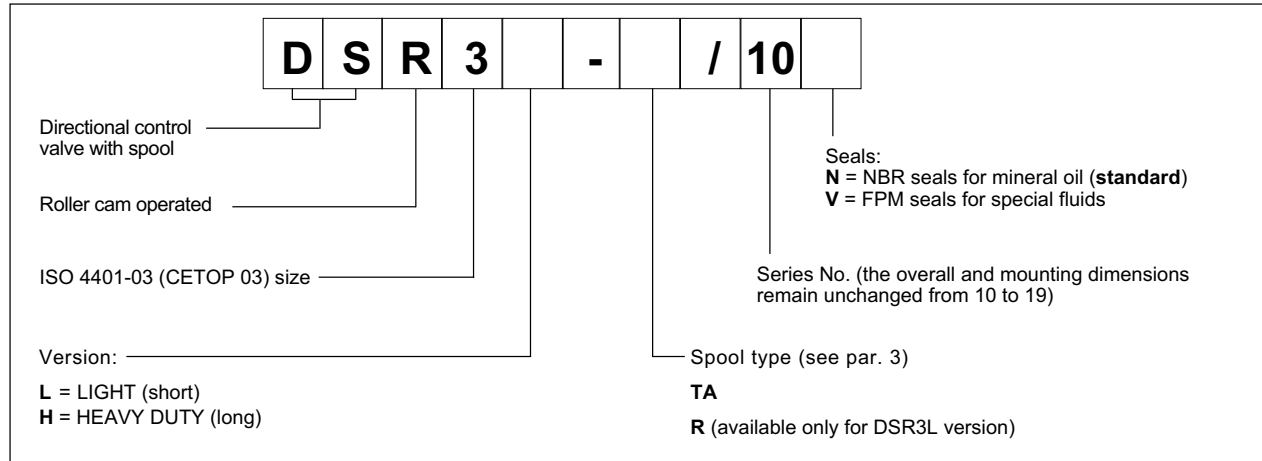 D S R 3 - / 10
Directional control
valve with spool
Roller cam operated
ISO 4401-03 (CETOP 03) size
Version:
L = LIGHT (short)
H = HEAVY DUTY (long)
Seals:
N = NBR seals for mineral oil (standard)
V = FPM seals for special fluids
Series No. (the overall and mounting dimensions
remain unchanged from 10 to 19)
Spool type (see par. 3)
TA
R (available only for DSR3L version)